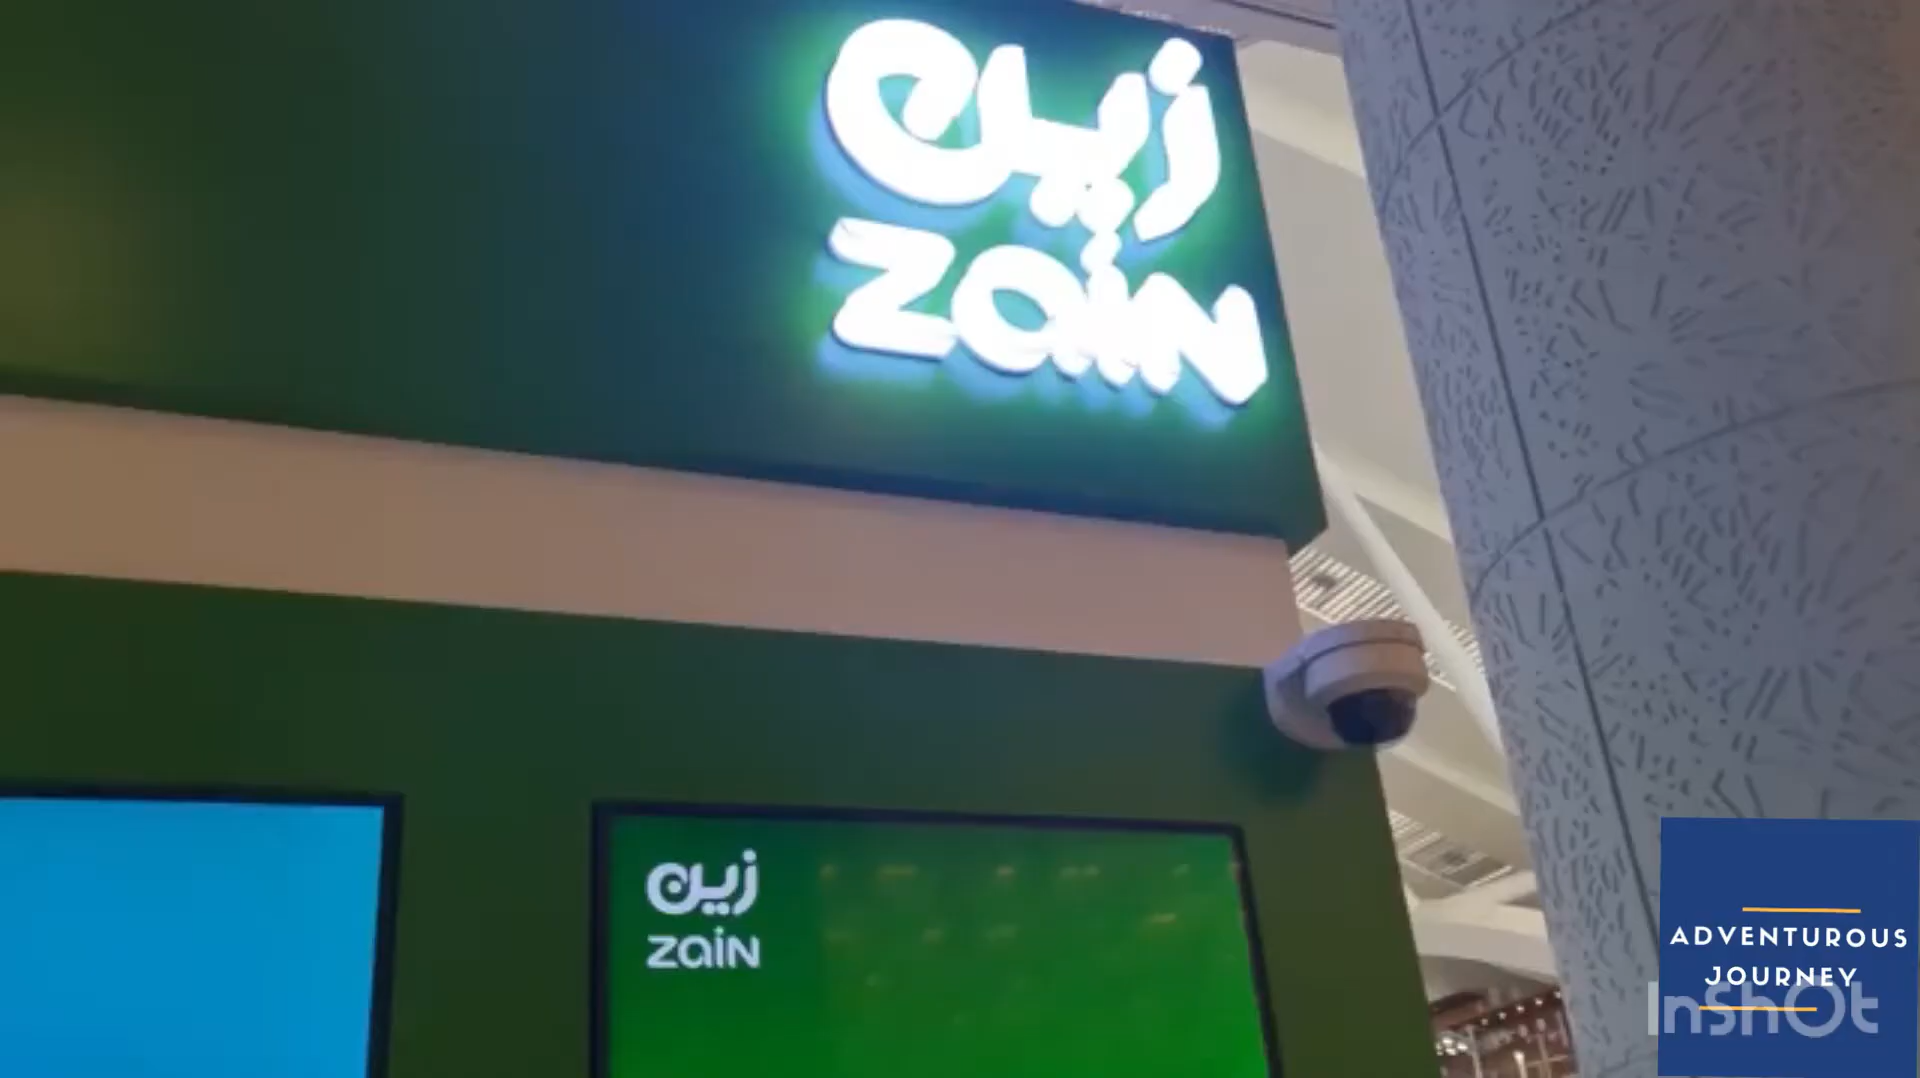 زين
zain
زين
zain
ADVENTUROUS
JOURNEY
InShOt